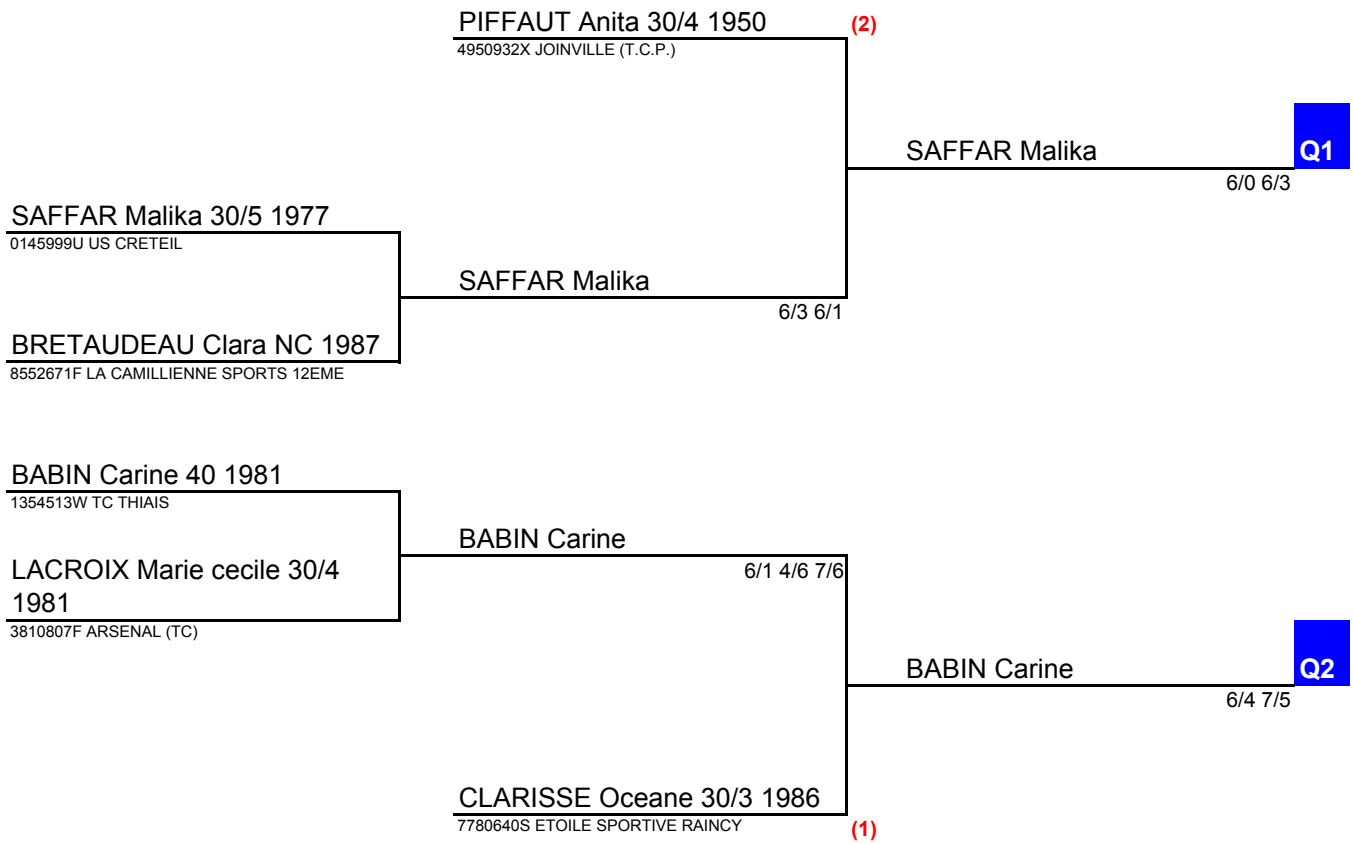 PIFFAUT Anita 30/4 1950
(2)
4950932X JOINVILLE (T.C.P.)
SAFFAR Malika
Q1
6/0 6/3
SAFFAR Malika 30/5 1977
0145999U US CRETEIL
SAFFAR Malika
6/3 6/1
BRETAUDEAU Clara NC 1987
8552671F LA CAMILLIENNE SPORTS 12EME
BABIN Carine 40 1981
1354513W TC THIAIS
BABIN Carine
6/1 4/6 7/6
LACROIX Marie cecile 30/4
1981
3810807F ARSENAL (TC)
BABIN Carine
Q2
6/4 7/5
CLARISSE Oceane 30/3 1986
7780640S ETOILE SPORTIVE RAINCY
(1)